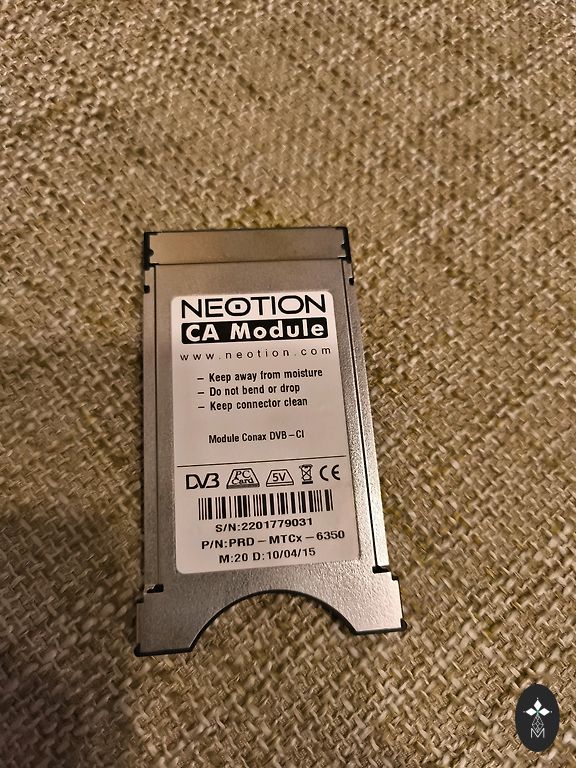 NEOTION
CA Module
www.neotion.com
– Keep away from moisture
– Do not bend or drop
– Keep connector clean
Module Conax DVB–CI
DVB PC Card 5V CE
S/N:2201779031
P/N:PRD – MTCx – 6350
M:20 D:10/04/15
M